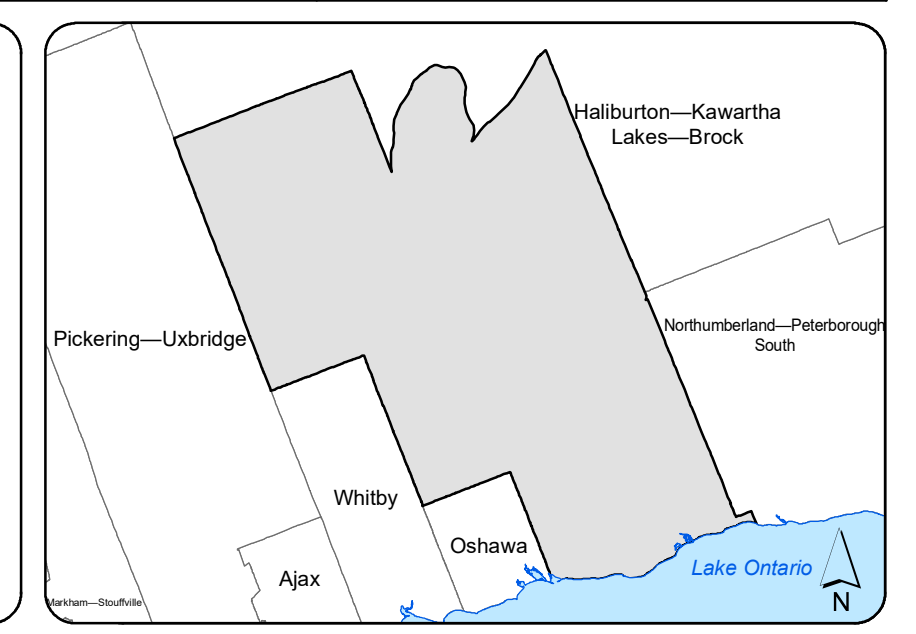 Haliburton—Kawartha
Lakes—Brock
Northumberland—Peterborough
South
Pickering—Uxbridge
Whitby
Oshawa
Ajax
Lake Ontario
N
Markham—Stouffville